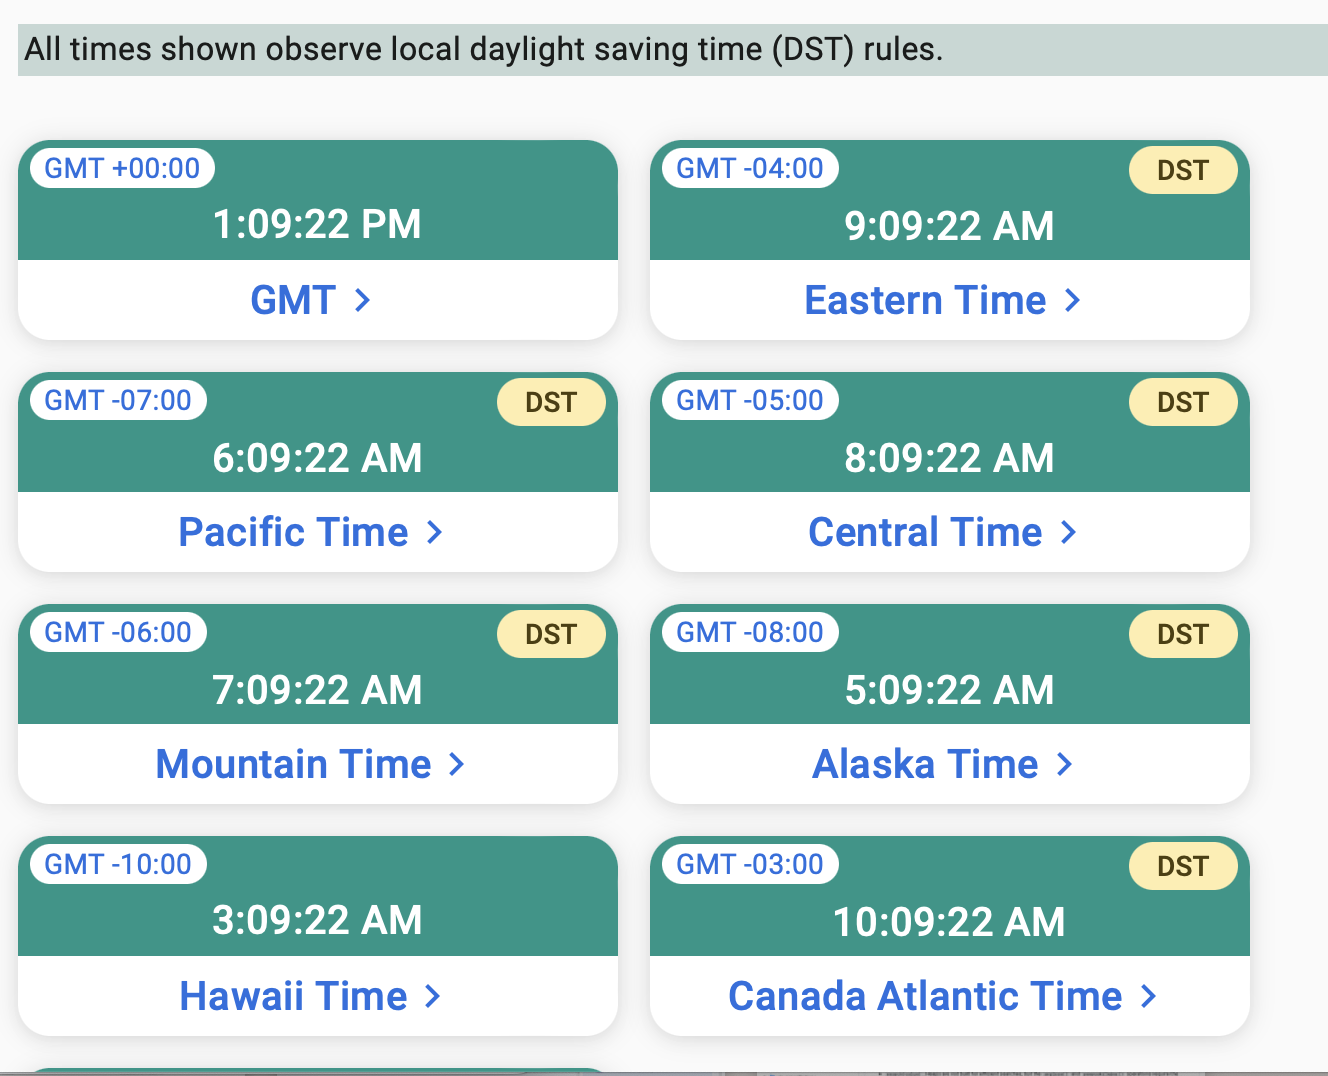 All times shown observe local daylight saving time (DST) rules.
GMT +00:00
1:09:22 PM
GMT
GMT -04:00
DST
9:09:22 AM
Eastern Time
GMT -07:00
DST
6:09:22 AM
Pacific Time
GMT -05:00
DST
8:09:22 AM
Central Time
GMT -06:00
DST
7:09:22 AM
Mountain Time
GMT -08:00
DST
5:09:22 AM
Alaska Time
GMT -10:00
3:09:22 AM
Hawaii Time
GMT -03:00
DST
10:09:22 AM
Canada Atlantic Time